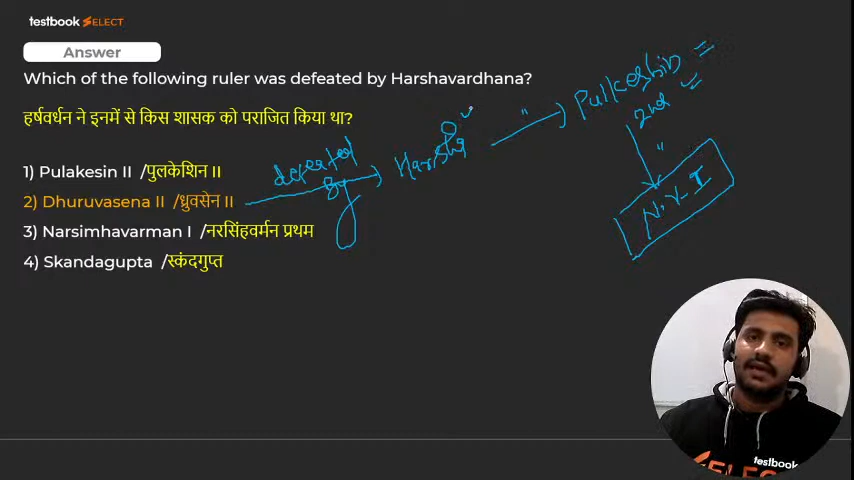 testbook SELECT
Answer
Which of the following ruler was defeated by Harshavardhana?
हर्षवर्धन ने इनमें से किस शासक को पराजित किया था?
1) Pulakesin II /पुलकेशिन II
2) Dhuruvasena II /ध्रुवसेन II
3) Narsimhavarman I /नरसिंहवर्मन प्रथम
4) Skandagupta /स्कंदगुप्त
defeated
By
Harsha
"
Pulkeshin
2nd
"
N.V-I
testbook
SELECT